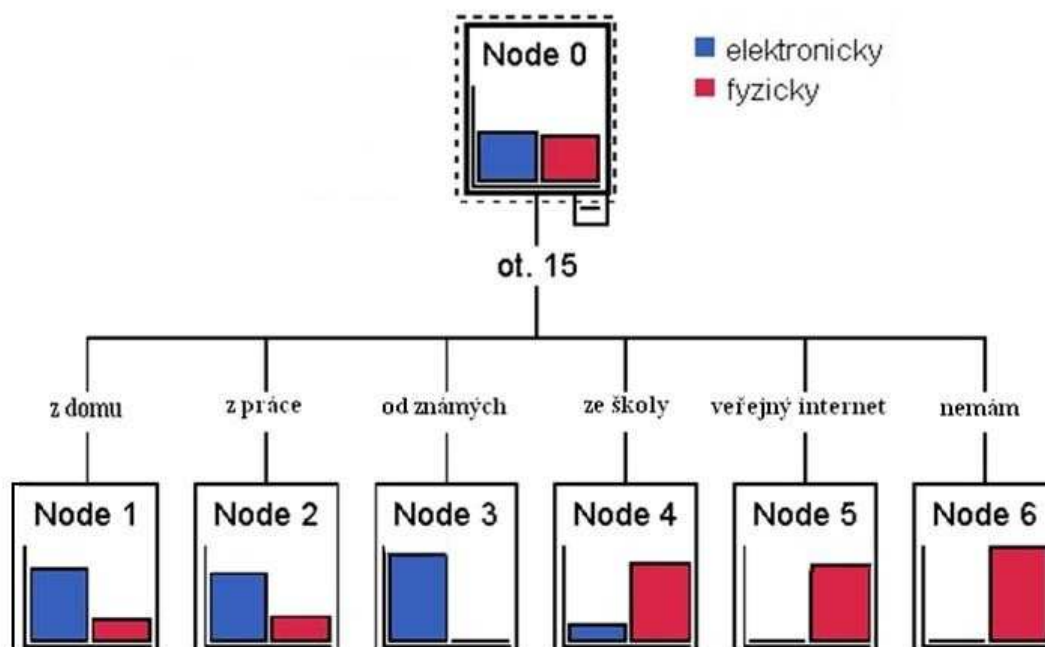 Node 0
elektronicky
fyzicky
ot. 15
z domu
z práce
od známých
ze školy
veřejný internet
nemám
Node 1
Node 2
Node 3
Node 4
Node 5
Node 6